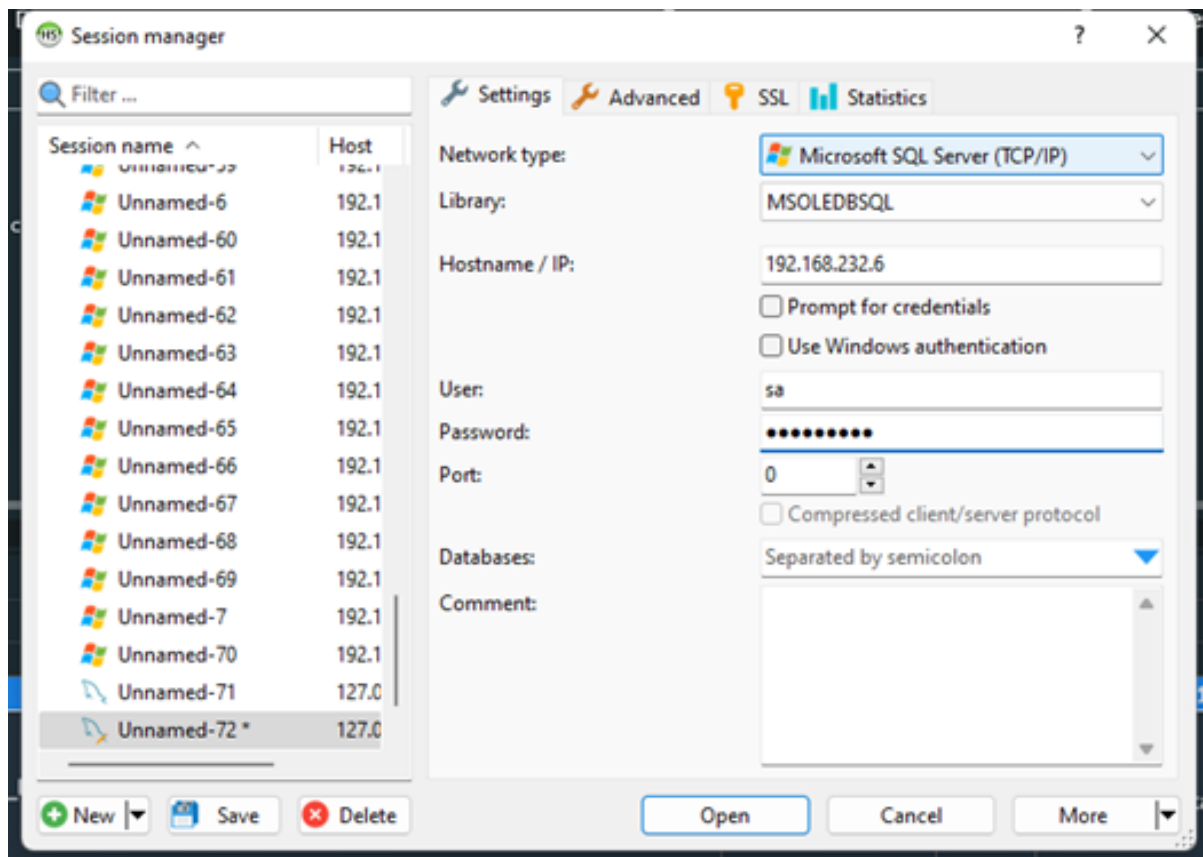 Session manager
?
Filter ...
Session name
Host
Unnamed-59
192.1
Unnamed-6
192.1
Unnamed-60
192.1
Unnamed-61
192.1
Unnamed-62
192.1
Unnamed-63
192.1
Unnamed-64
192.1
Unnamed-65
192.1
Unnamed-66
192.1
Unnamed-67
192.1
Unnamed-68
192.1
Unnamed-69
192.1
Unnamed-7
192.1
Unnamed-70
192.1
Unnamed-71
127.0
Unnamed-72 *
127.0
New
Save
Delete
Settings
Advanced
SSL
Statistics
Network type:
Microsoft SQL Server (TCP/IP)
Library:
MSOLEDBSQL
Hostname / IP:
192.168.232.6
Prompt for credentials
Use Windows authentication
User:
sa
Password:
●●●●●●●●●
Port:
0
Compressed client/server protocol
Databases:
Separated by semicolon
Comment:
Open
Cancel
More